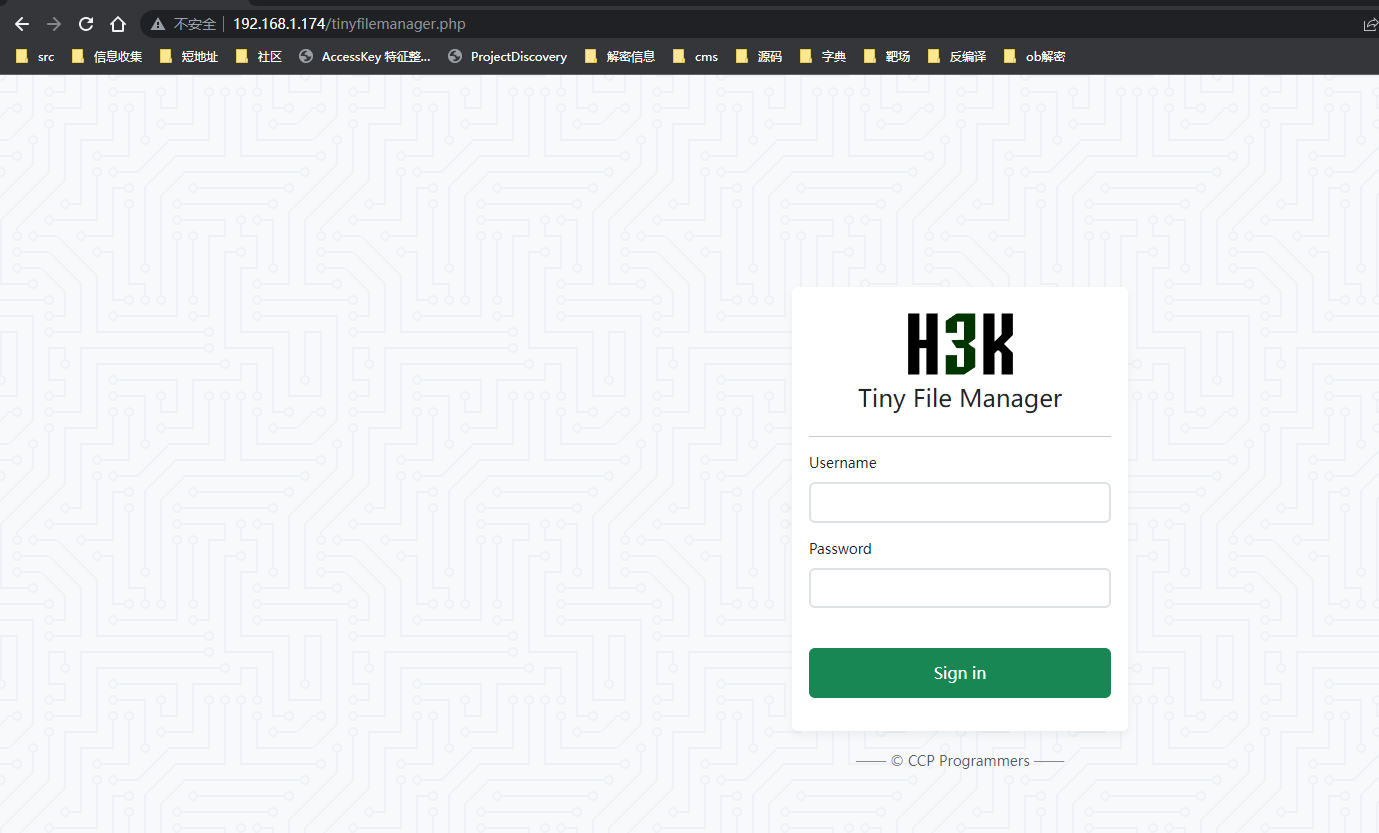 不安全 192.168.1.174/tinyfilemanager.php
src 信息收集 短地址 社区 AccessKey 特征整... ProjectDiscovery 解密信息 cms 源码 字典 靶场 反编译 ob解密
H3K
Tiny File Manager
Username
Password
Sign in
© CCP Programmers